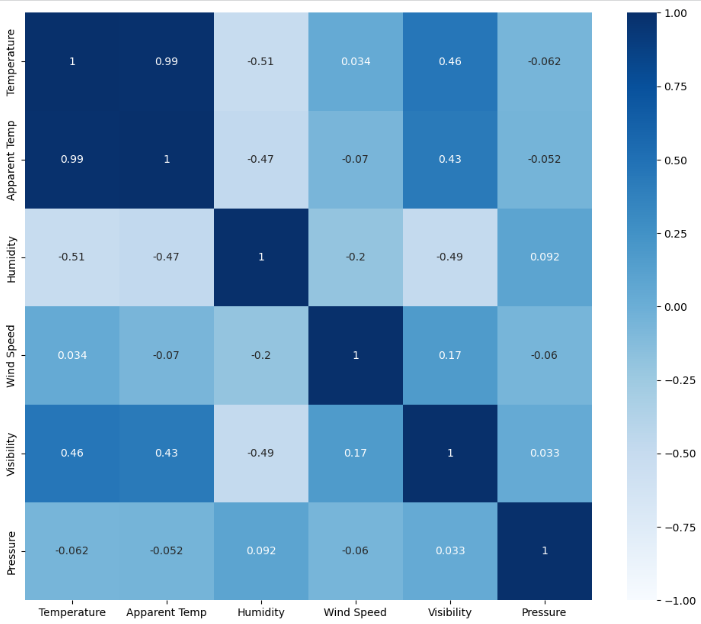 Temperature 1 0.99 -0.51 0.034 0.46 -0.062
Apparent Temp 0.99 1 -0.47 -0.07 0.43 -0.052
Humidity -0.51 -0.47 1 -0.2 -0.49 0.092
Wind Speed 0.034 -0.07 -0.2 1 0.17 -0.06
Visibility 0.46 0.43 -0.49 0.17 1 0.033
Pressure -0.062 -0.052 0.092 -0.06 0.033 1
Temperature Apparent Temp Humidity Wind Speed Visibility Pressure
1.00
0.75
0.50
0.25
0.00
−0.25
−0.50
−0.75
−1.00